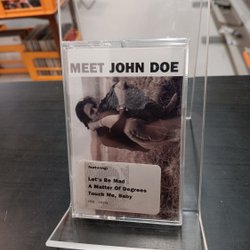 MEET JOHN DOE
featuring:
Let's Be Mad
A Matter Of Degrees
Touch Me, Baby